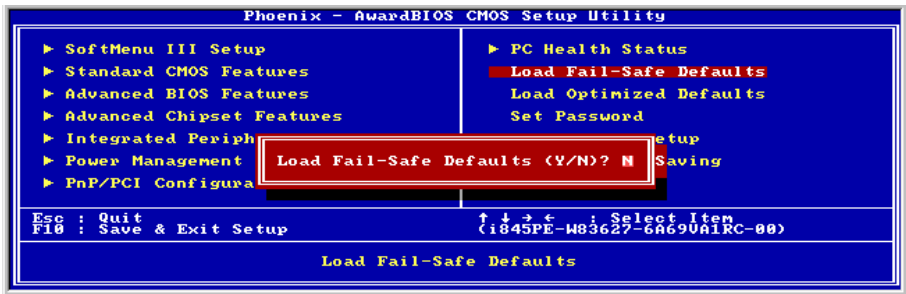 Phoenix - AwardBIOS CMOS Setup Utility
► SoftMenu III Setup
► Standard CMOS Features
► Advanced BIOS Features
► Advanced Chipset Features
► Integrated Periph
► Power Management
► PnP/PCI Configura
► PC Health Status
Load Fail-Safe Defaults
Load Optimized Defaults
Set Password
etup
Saving
Load Fail-Safe Defaults (Y/N)? N
Esc : Quit
F10 : Save & Exit Setup
↑ ↓ → ← : Select Item
(i845PE-W83627-6A69VA1RC-00)
Load Fail-Safe Defaults